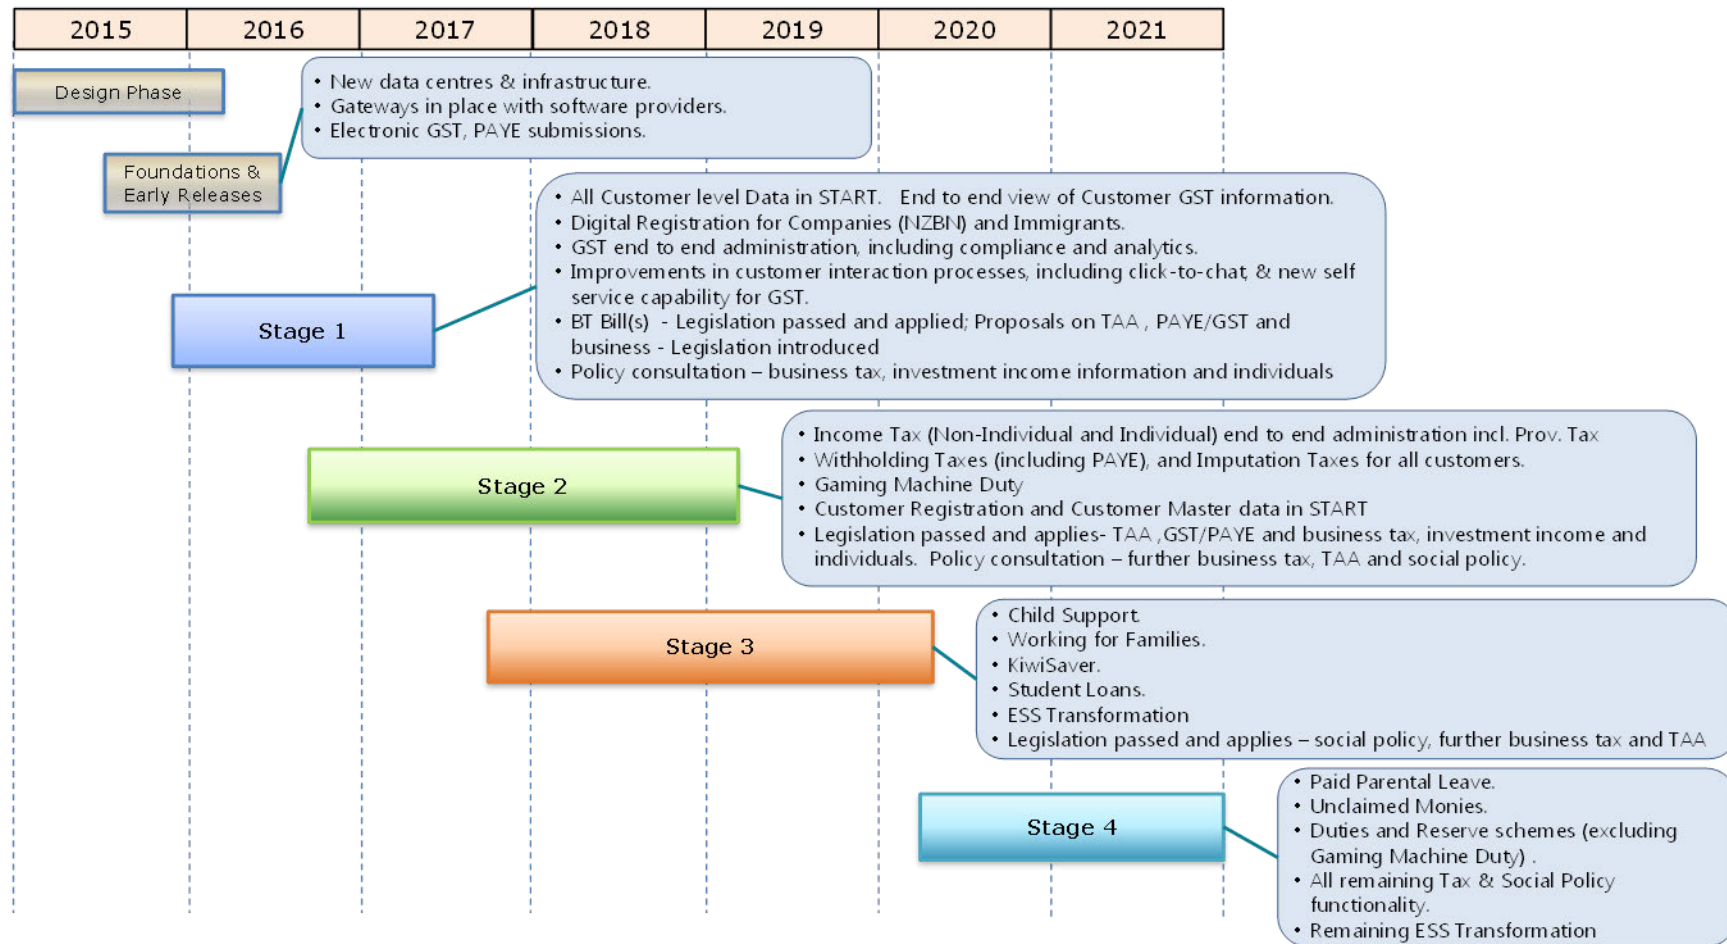 2015 2016 2017 2018 2019 2020 2021
Design Phase
• New data centres & infrastructure.
• Gateways in place with software providers.
• Electronic GST, PAYE submissions.
Foundations &
Early Releases
• All Customer level Data in START. End to end view of Customer GST information.
• Digital Registration for Companies (NZBN) and Immigrants.
• GST end to end administration, including compliance and analytics.
• Improvements in customer interaction processes, including click-to-chat, & new self
service capability for GST.
• BT Bill(s) - Legislation passed and applied; Proposals on TAA , PAYE/GST and
business - Legislation introduced
• Policy consultation – business tax, investment income information and individuals
Stage 1
• Income Tax (Non-Individual and Individual) end to end administration incl. Prov. Tax
• Withholding Taxes (including PAYE), and Imputation Taxes for all customers.
• Gaming Machine Duty
• Customer Registration and Customer Master data in START
• Legislation passed and applies- TAA ,GST/PAYE and business tax, investment income and
individuals. Policy consultation – further business tax, TAA and social policy.
Stage 2
• Child Support.
• Working for Families.
• KiwiSaver.
• Student Loans.
• ESS Transformation
• Legislation passed and applies – social policy, further business tax and TAA
Stage 3
• Paid Parental Leave.
• Unclaimed Monies.
• Duties and Reserve schemes (excluding
Gaming Machine Duty) .
• All remaining Tax & Social Policy
functionality.
• Remaining ESS Transformation
Stage 4